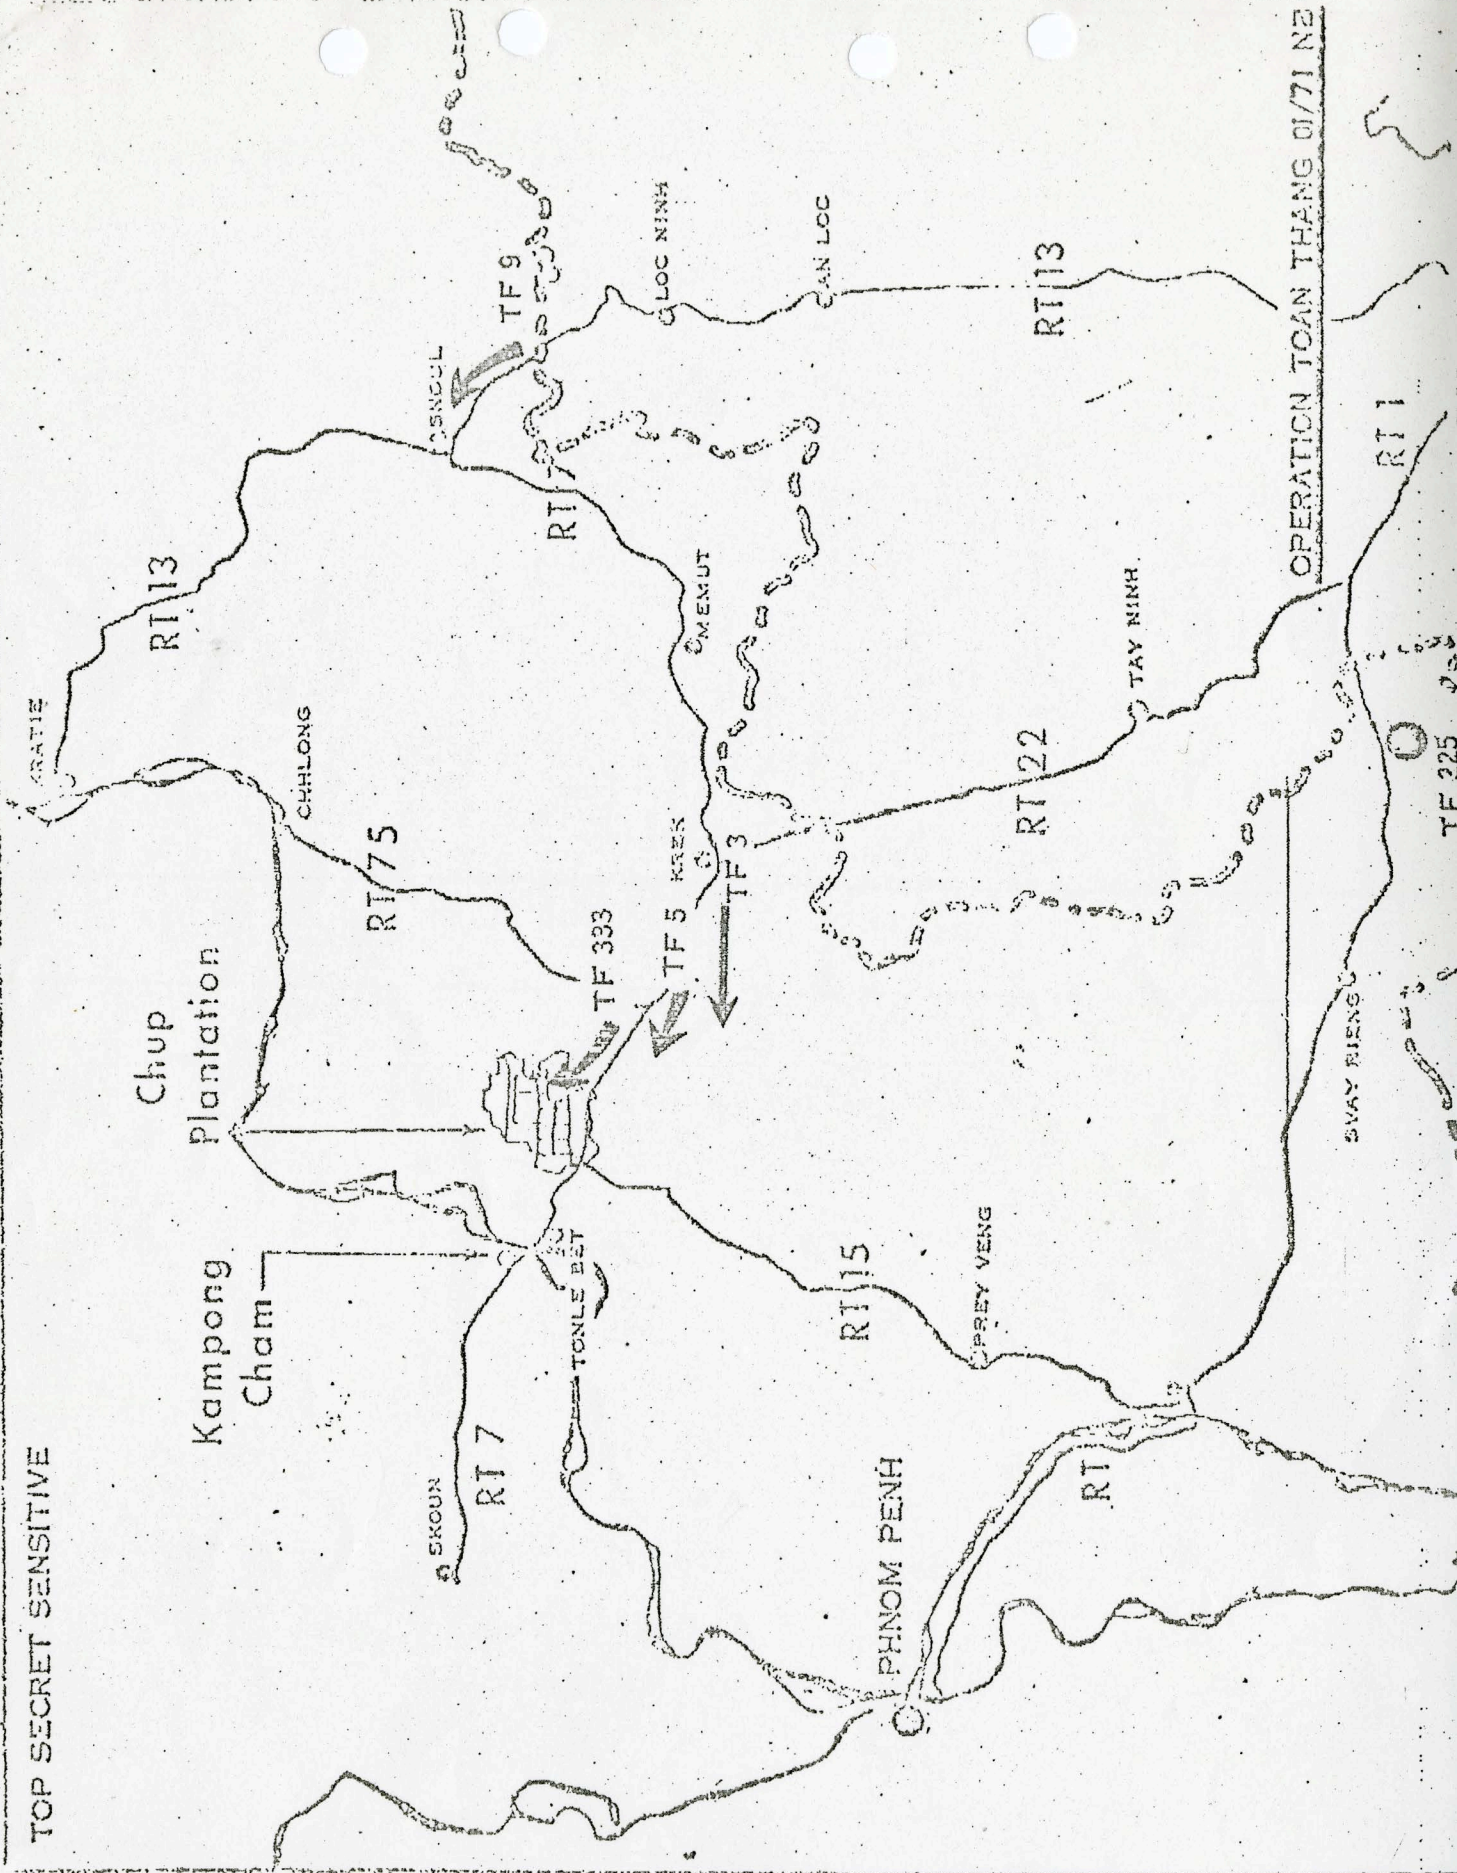 TOP SECRET SENSITIVE
KRATIE
RT 13
Chup
Plantation
CHHLONG
Kampong
Cham
RT 75
SNOUL
TF 9
SKOUN
RT 7
RT 7
TF 333
TONLE BET
TF 5
KREK
MEMUT
LOC NINH
TF 3
AN LOC
RT 15
PHNOM PENH
PREY VENG
RT 22
RT 13
RT
TAY NINH
OPERATION TOAN THANG 01/71 NB
SVAY RIENG
RT 1
TF 325